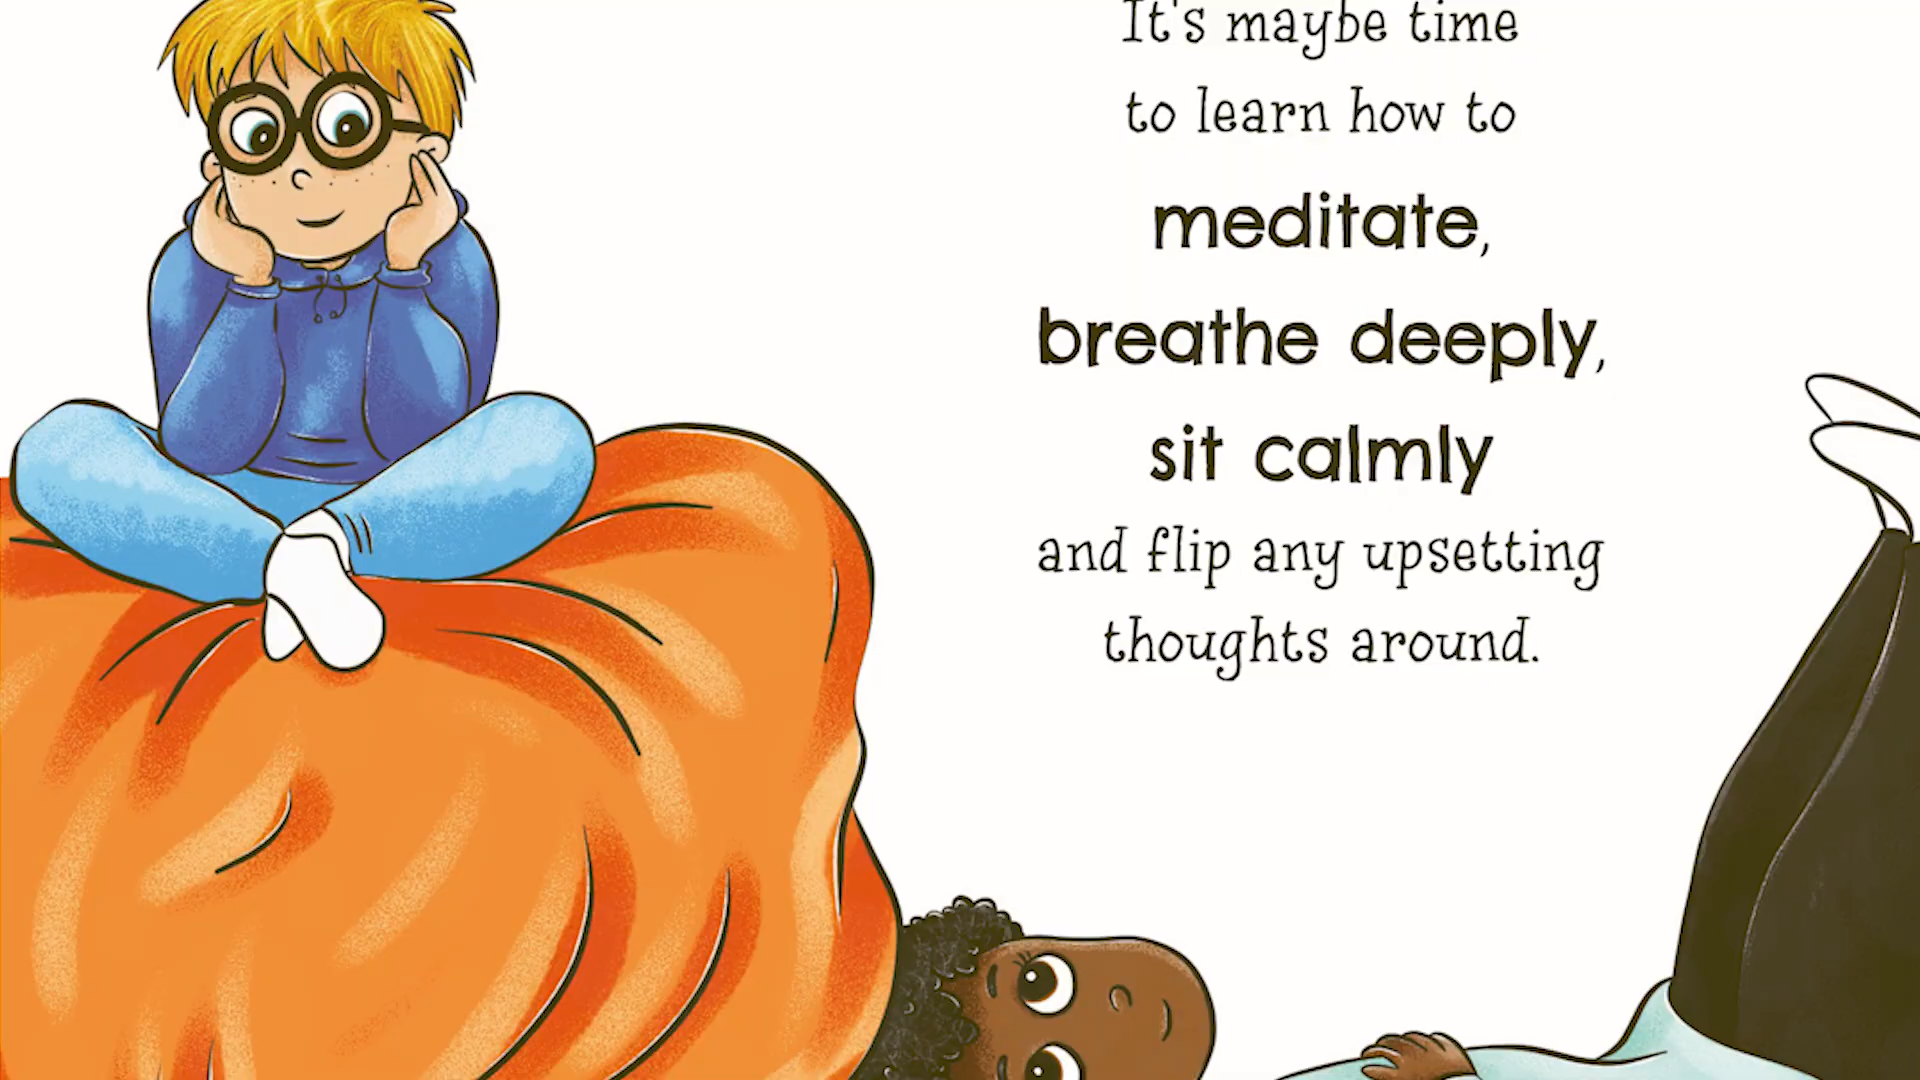 It's maybe time
to learn how to
meditate,
breathe deeply,
sit calmly
and flip any upsetting
thoughts around.